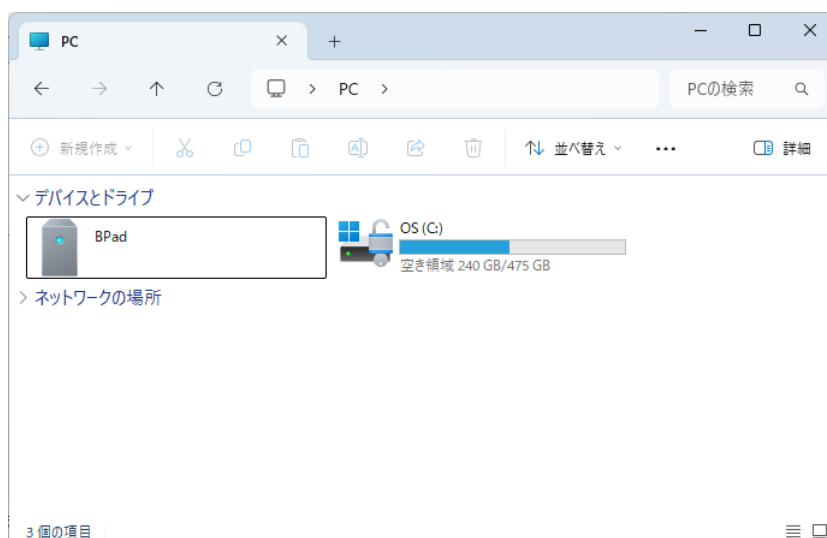 PC
PC
PCの検索
新規作成
並べ替え
詳細
デバイスとドライブ
BPad
OS (C:)
空き領域 240 GB/475 GB
ネットワークの場所
3 個の項目